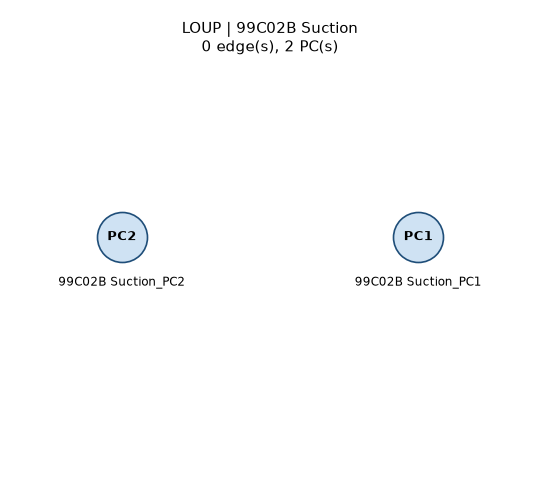 LOUP | 99C02B Suction
0 edge(s), 2 PC(s)
PC2
PC1
99C02B Suction_PC2
99C02B Suction_PC1